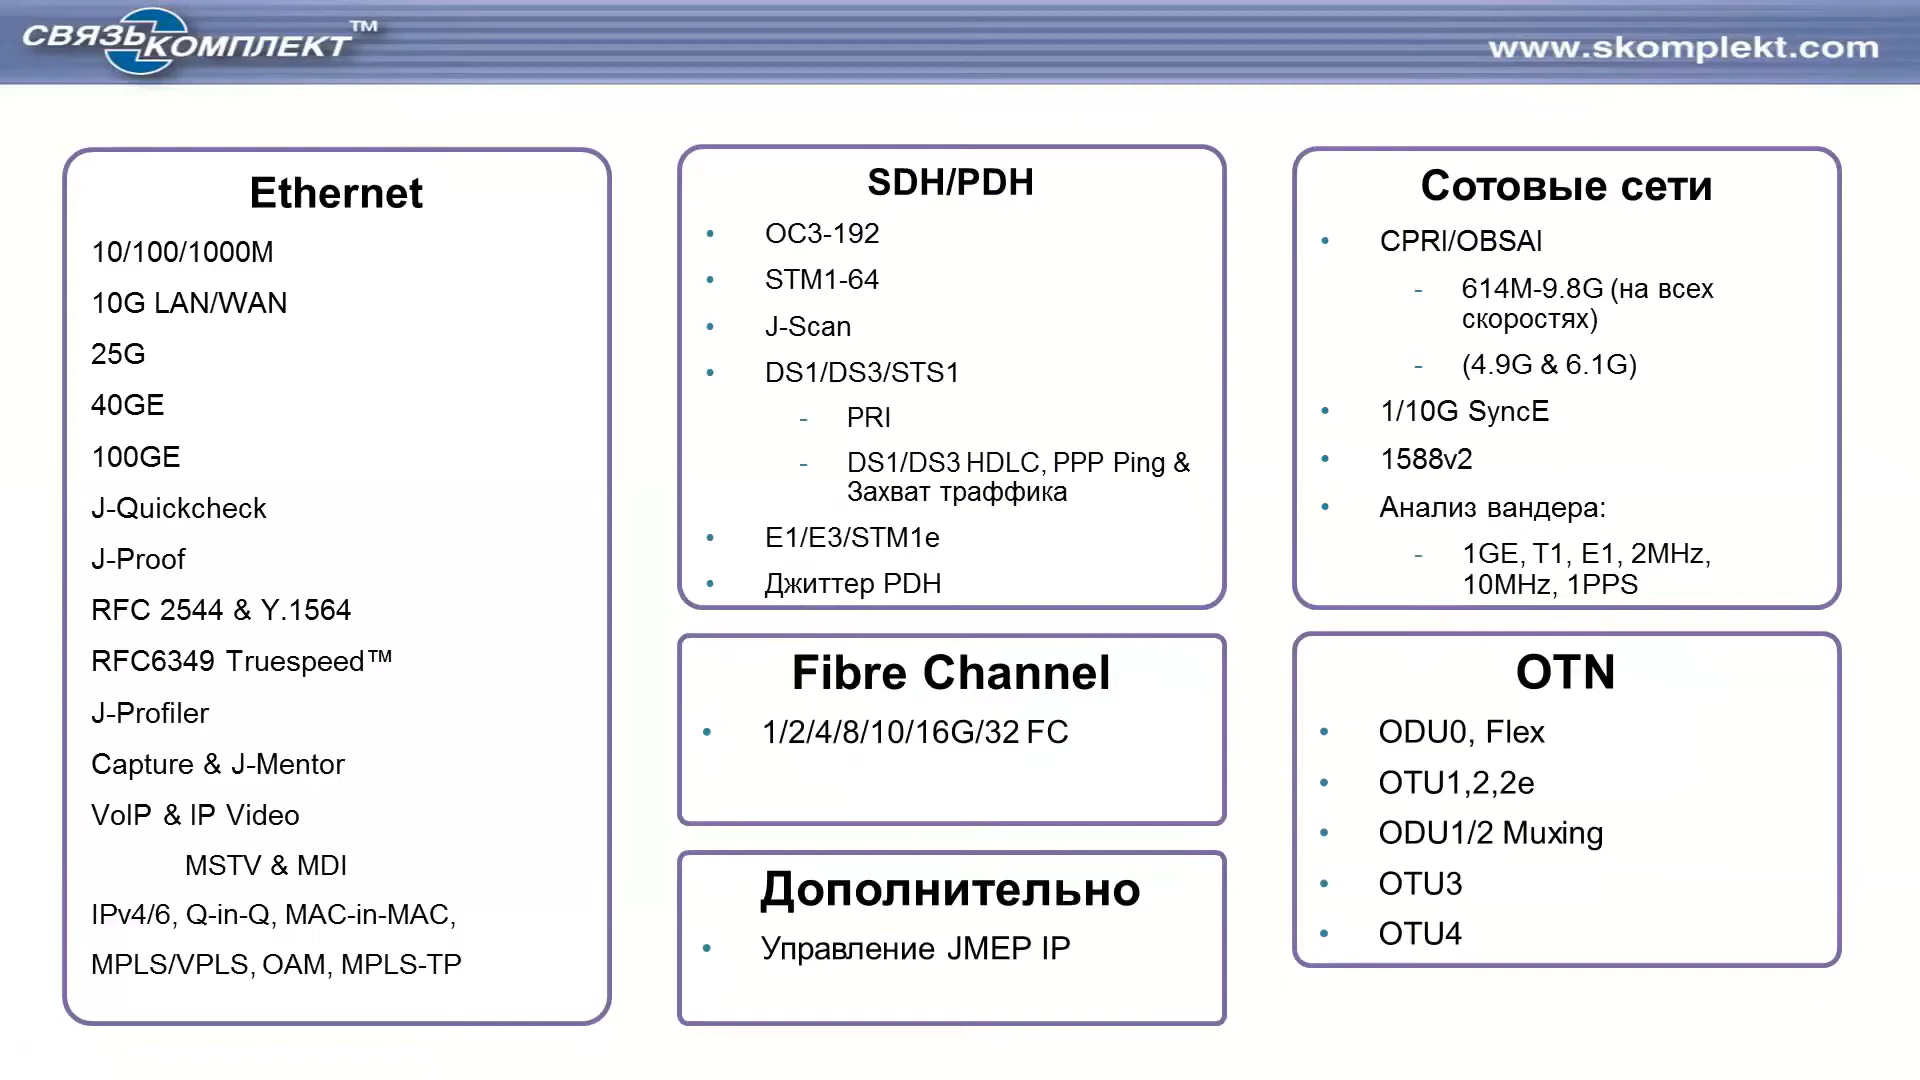 СВЯЗЬКОМПЛЕКТ™
www.skomplekt.com
Ethernet
10/100/1000M
10G LAN/WAN
25G
40GE
100GE
J-Quickcheck
J-Proof
RFC 2544 & Y.1564
RFC6349 Truespeed™
J-Profiler
Capture & J-Mentor
VoIP & IP Video
MSTV & MDI
IPv4/6, Q-in-Q, MAC-in-MAC,
MPLS/VPLS, OAM, MPLS-TP
SDH/PDH
• OC3-192
• STM1-64
• J-Scan
• DS1/DS3/STS1
- PRI
- DS1/DS3 HDLC, PPP Ping &
Захват траффика
• E1/E3/STM1e
• Джиттер PDH
Fibre Channel
• 1/2/4/8/10/16G/32 FC
Дополнительно
• Управление JMEP IP
Сотовые сети
• CPRI/OBSAI
- 614M-9.8G (на всех
скоростях)
- (4.9G & 6.1G)
• 1/10G SyncE
• 1588v2
• Анализ вандера:
- 1GE, T1, E1, 2MHz,
10MHz, 1PPS
OTN
• ODU0, Flex
• OTU1,2,2e
• ODU1/2 Muxing
• OTU3
• OTU4